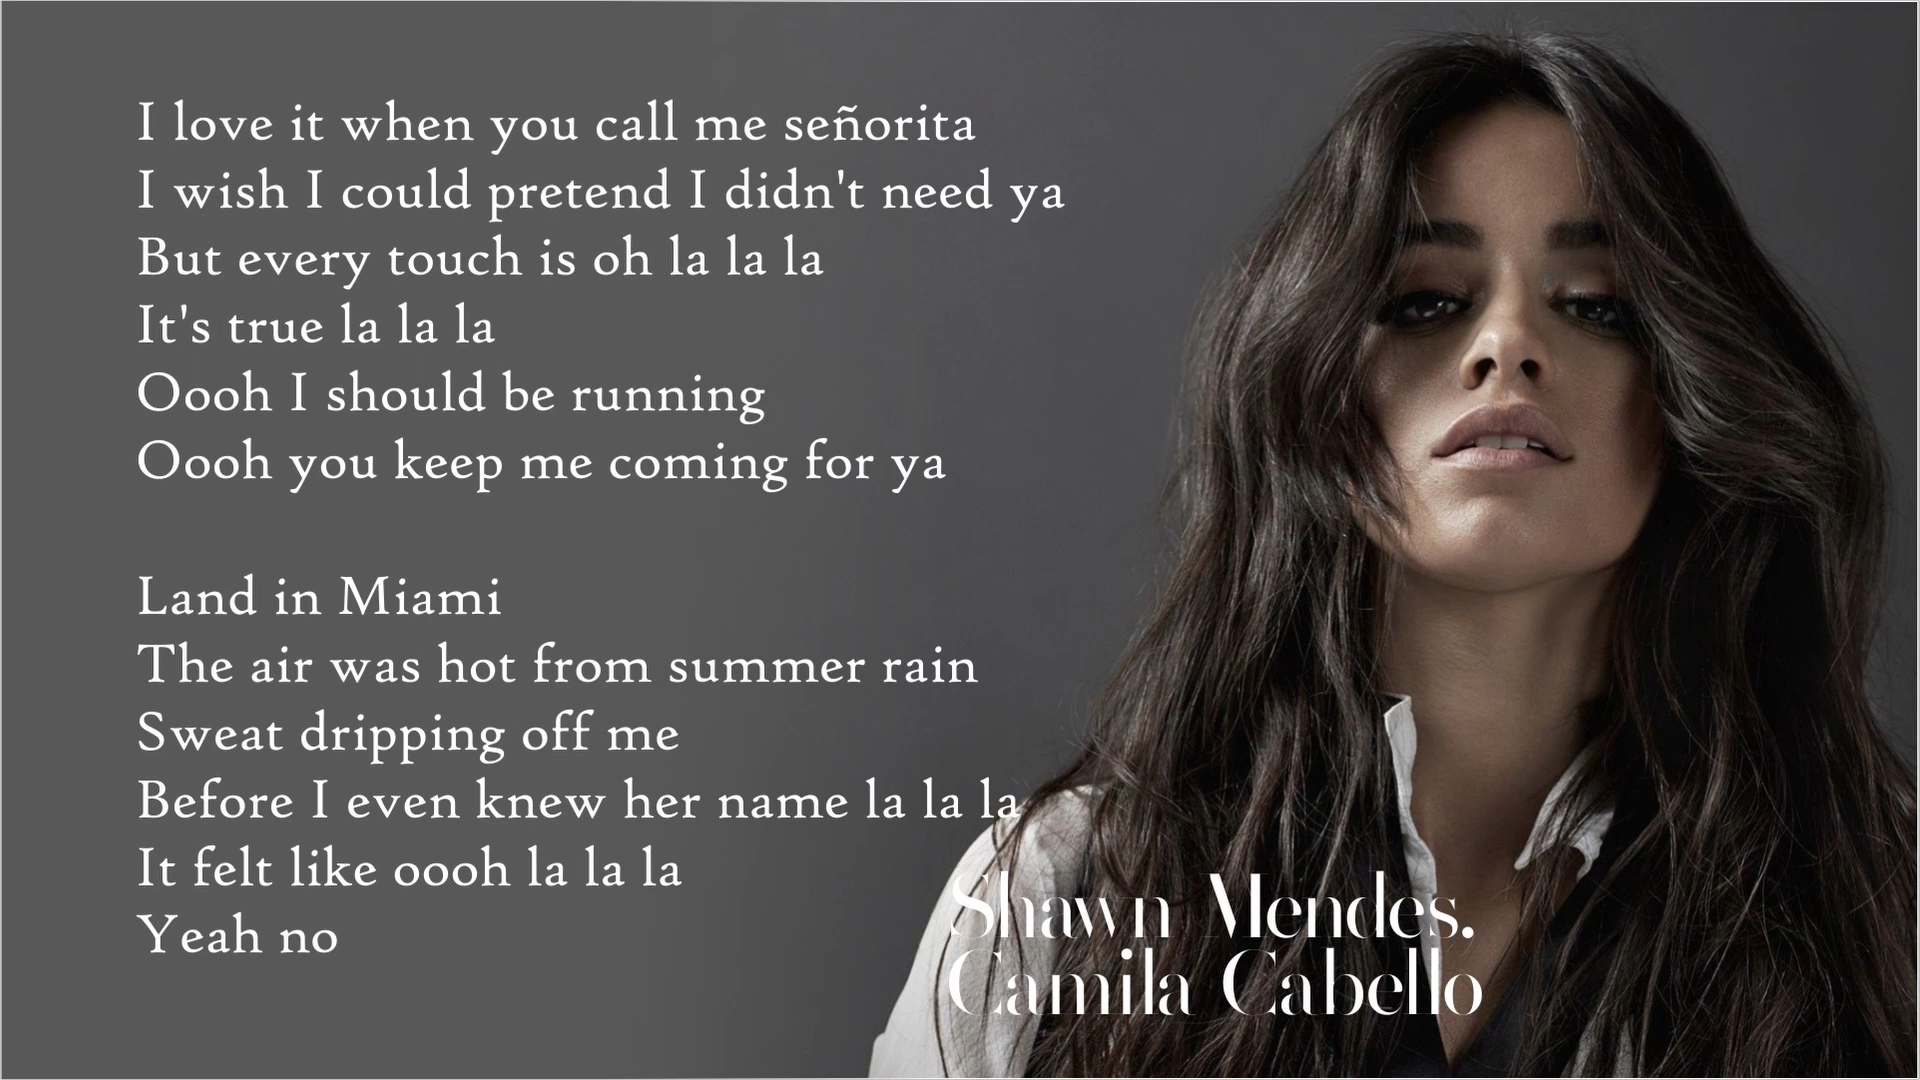 I love it when you call me señorita
I wish I could pretend I didn't need ya
But every touch is oh la la la
It's true la la la
Oooh I should be running
Oooh you keep me coming for ya
Land in Miami
The air was hot from summer rain
Sweat dripping off me
Before I even knew her name la la la
It felt like oooh la la la
Yeah no
Shawn Mendes.
Camila Cabello